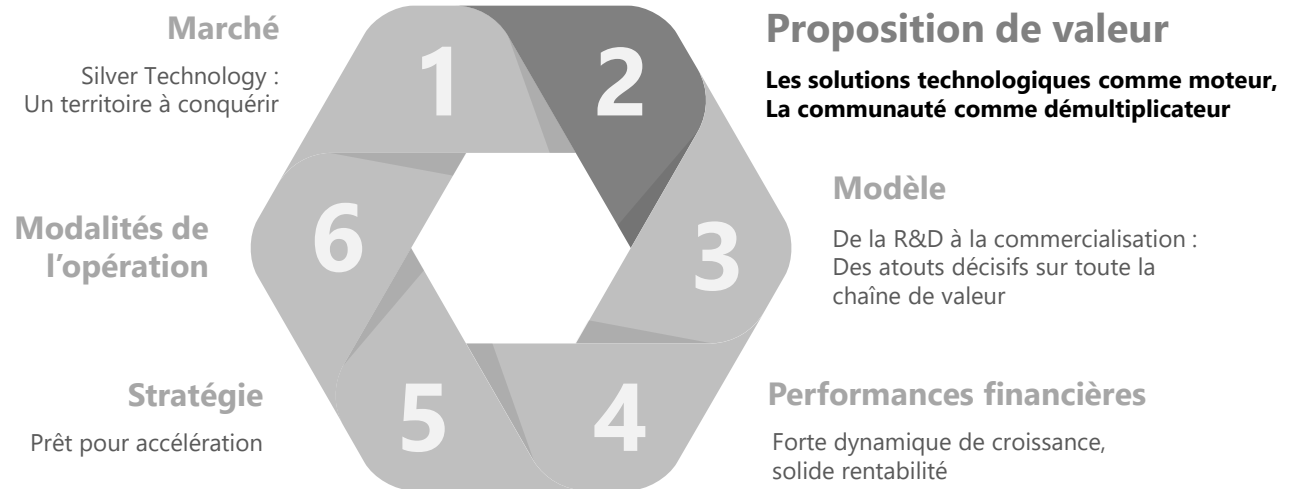 1
Marché
Silver Technology :
Un territoire à conquérir
2
Proposition de valeur
Les solutions technologiques comme moteur,
La communauté comme démultiplicateur
3
Modèle
De la R&D à la commercialisation :
Des atouts décisifs sur toute la
chaîne de valeur
4
Performances financières
Forte dynamique de croissance,
solide rentabilité
5
Stratégie
Prêt pour accélération
6
Modalités de
l’opération